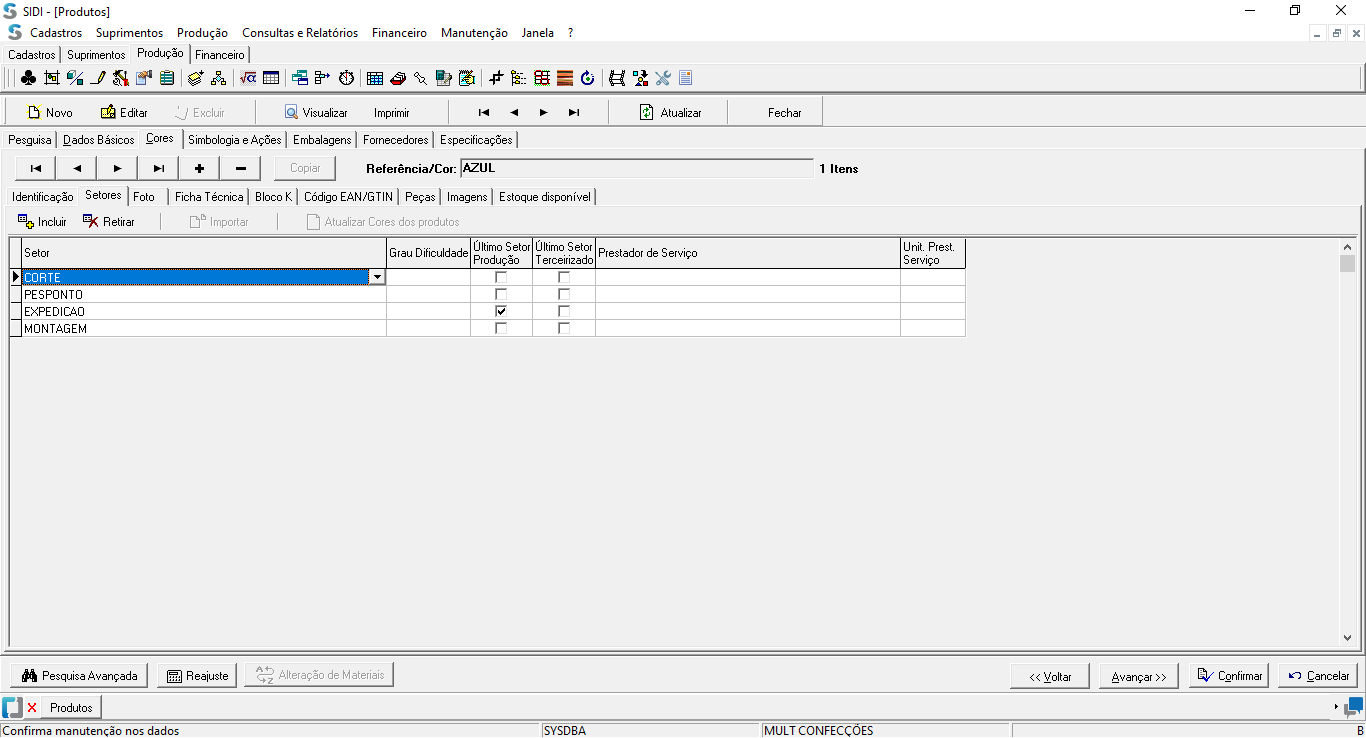 SIDI - [Produtos]
Cadastros Suprimentos Produção Consultas e Relatórios Financeiro Manutenção Janela ?
Cadastros Suprimentos Produção Financeiro
Novo Editar Excluir Visualizar Imprimir Atualizar Fechar
Pesquisa Dados Básicos Cores Simbologia e Ações Embalagens Fornecedores Especificações
Copiar Referência/Cor: AZUL 1 Itens
Identificação Setores Foto Ficha Técnica Bloco K Código EAN/GTIN Peças Imagens Estoque disponível
Incluir Retirar Importar Atualizar Cores dos produtos
Setor Grau Dificuldade Último Setor Produção Último Setor Terceirizado Prestador de Serviço Unit. Prest. Serviço
CORTE
PESPONTO
EXPEDICAO
MONTAGEM
Pesquisa Avançada Reajuste Alteração de Materiais << Voltar Avançar >> Confirmar Cancelar
Produtos
Confirma manutenção nos dados SYSDBA MULT CONFECÇÕES B